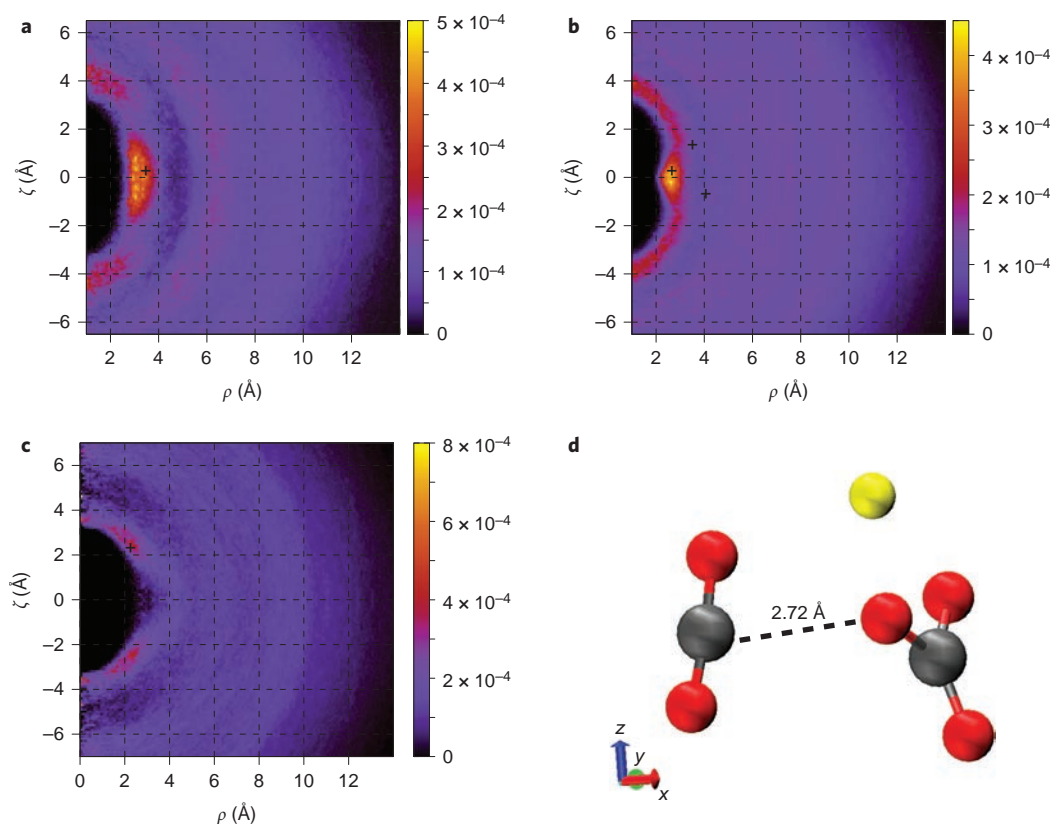 a
6
4
2
0
−2
−4
−6
ζ (Å)
2 4 6 8 10 12
ρ (Å)
5 × 10⁻⁴
4 × 10⁻⁴
3 × 10⁻⁴
2 × 10⁻⁴
1 × 10⁻⁴
0
b
6
4
2
0
−2
−4
−6
ζ (Å)
2 4 6 8 10 12
ρ (Å)
4 × 10⁻⁴
3 × 10⁻⁴
2 × 10⁻⁴
1 × 10⁻⁴
0
c
6
4
2
0
−2
−4
−6
ζ (Å)
0 2 4 6 8 10 12
ρ (Å)
8 × 10⁻⁴
6 × 10⁻⁴
4 × 10⁻⁴
2 × 10⁻⁴
0
d
2.72 Å
z
y
x